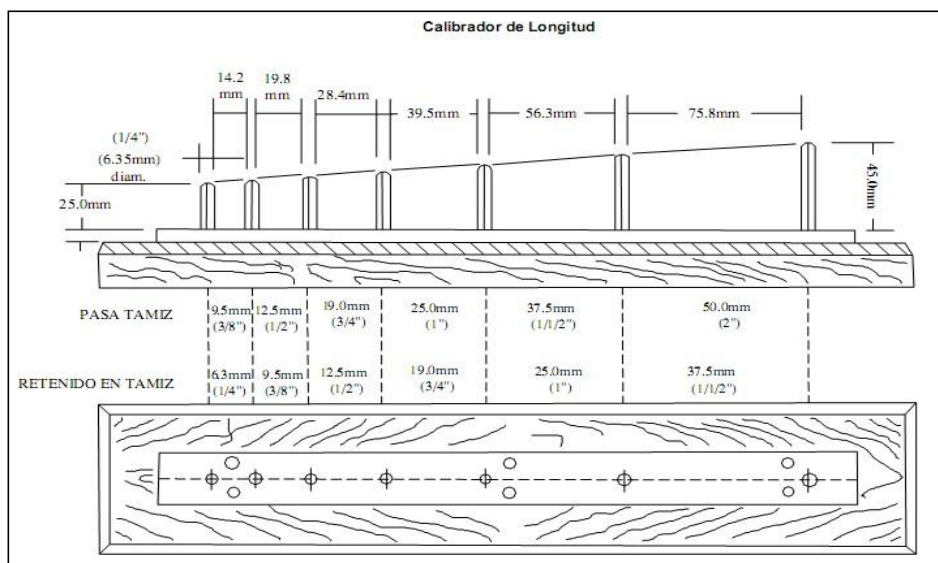 Calibrador de Longitud
14.2
mm
19.8
mm
28.4mm
39.5mm
56.3mm
75.8mm
(1/4")
(6.35mm)
diam.
25.0mm
45.0mm
PASA TAMIZ
9.5mm
(3/8")
12.5mm
(1/2")
19.0mm
(3/4")
25.0mm
(1")
37.5mm
(1/1/2")
50.0mm
(2")
RETENIDO EN TAMIZ
6.3mm
(1/4")
9.5mm
(3/8")
12.5mm
(1/2")
19.0mm
(3/4")
25.0mm
(1")
37.5mm
(1/1/2")